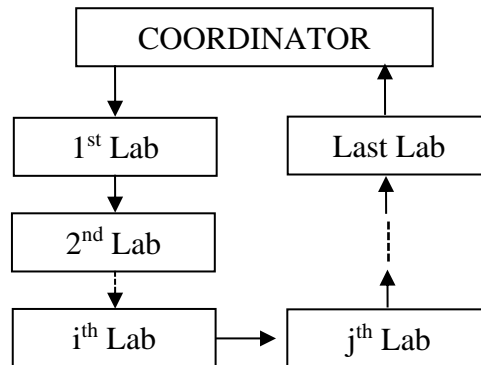 COORDINATOR
1st Lab
Last Lab
2nd Lab
ith Lab
jth Lab